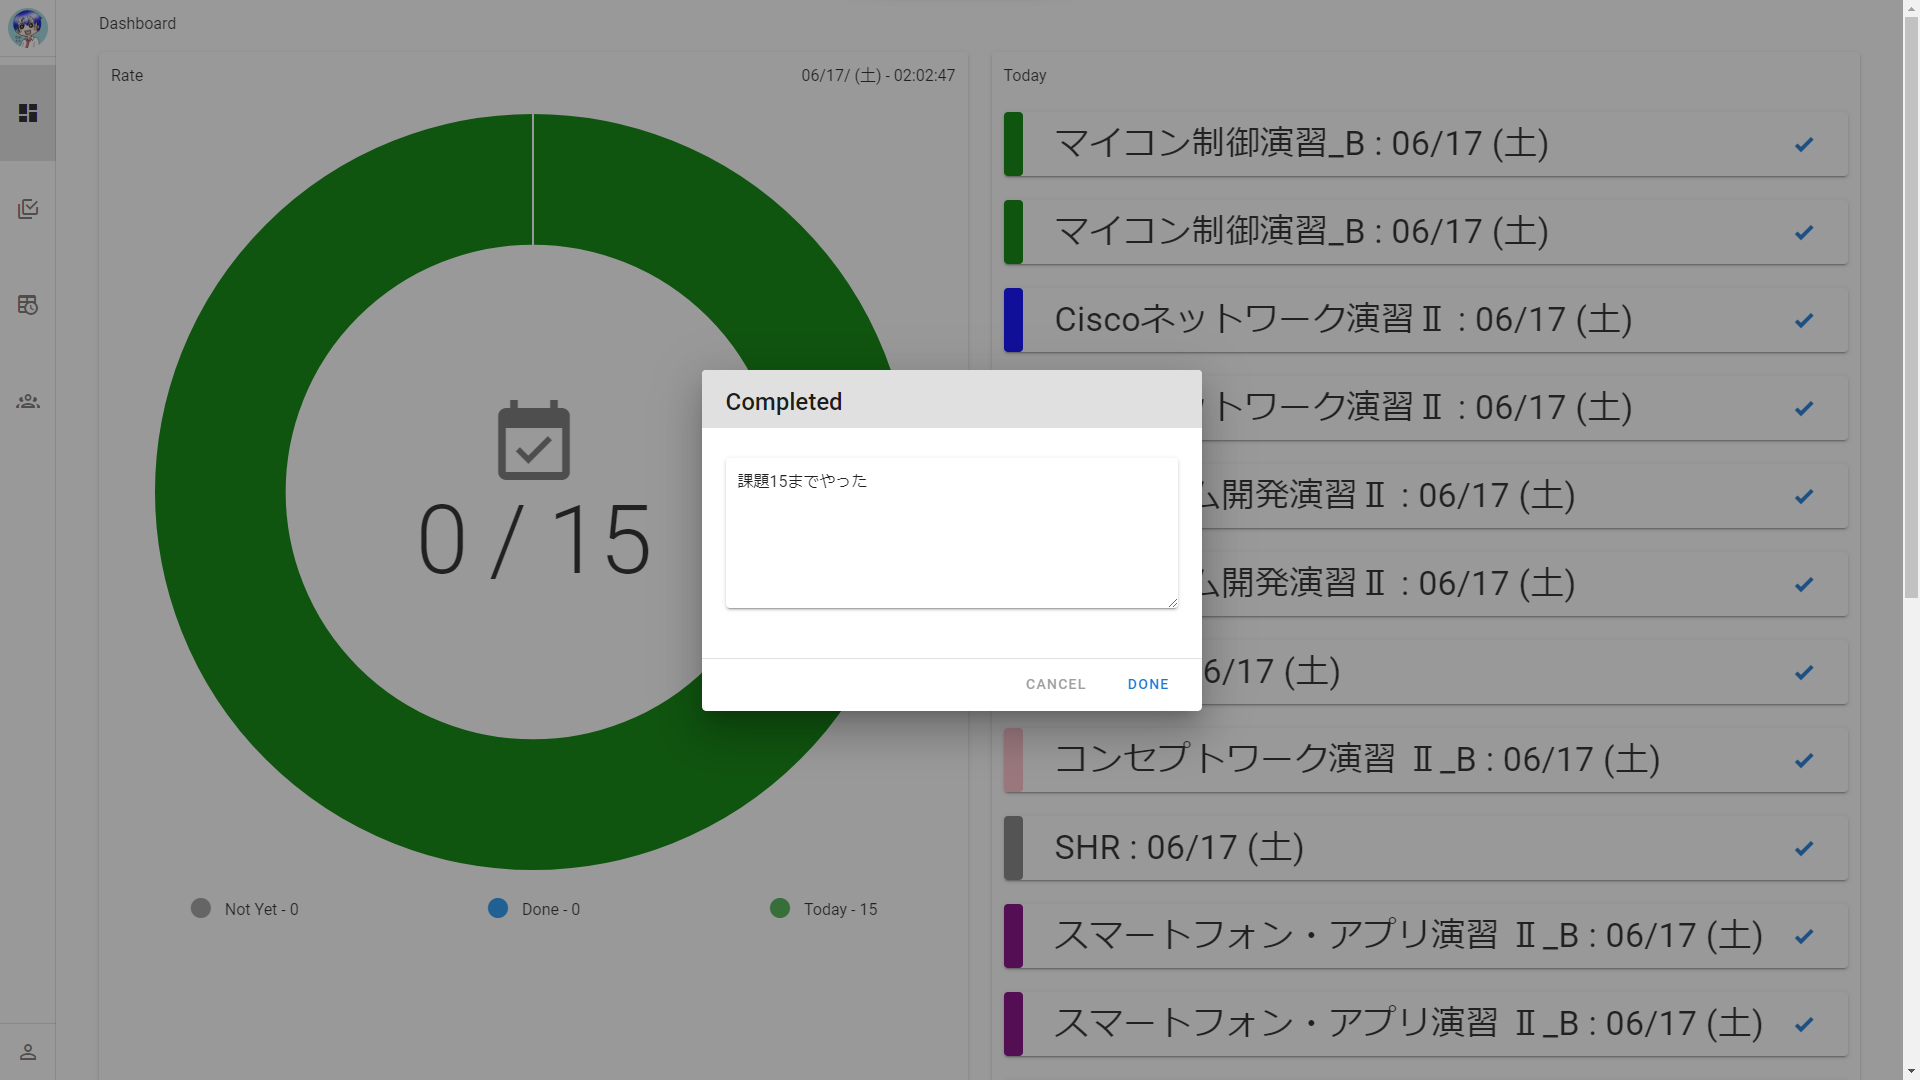 Dashboard
Rate
06/17/ (土) - 02:02:47
0 / 15
Not Yet - 0
Done - 0
Today - 15
Today
マイコン制御演習_B : 06/17 (土)
マイコン制御演習_B : 06/17 (土)
Ciscoネットワーク演習Ⅱ : 06/17 (土)
ットワーク演習Ⅱ : 06/17 (土)
ム開発演習Ⅱ : 06/17 (土)
ム開発演習Ⅱ : 06/17 (土)
6/17 (土)
コンセプトワーク演習 Ⅱ_B : 06/17 (土)
SHR : 06/17 (土)
スマートフォン・アプリ演習 Ⅱ_B : 06/17 (土)
スマートフォン・アプリ演習 Ⅱ_B : 06/17 (土)
Completed
課題15までやった
CANCEL
DONE